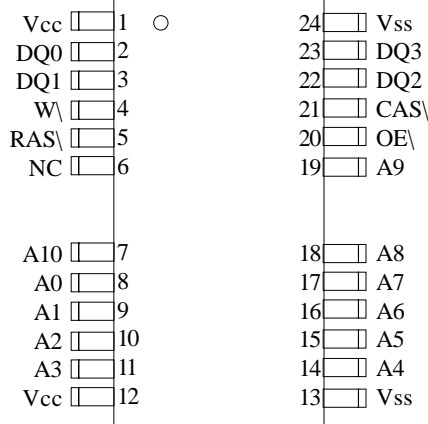 Vcc 1 24 Vss
DQ0 2 23 DQ3
DQ1 3 22 DQ2
W\ 4 21 CAS\
RAS\ 5 20 OE\
NC 6 19 A9
A10 7 18 A8
A0 8 17 A7
A1 9 16 A6
A2 10 15 A5
A3 11 14 A4
Vcc 12 13 Vss